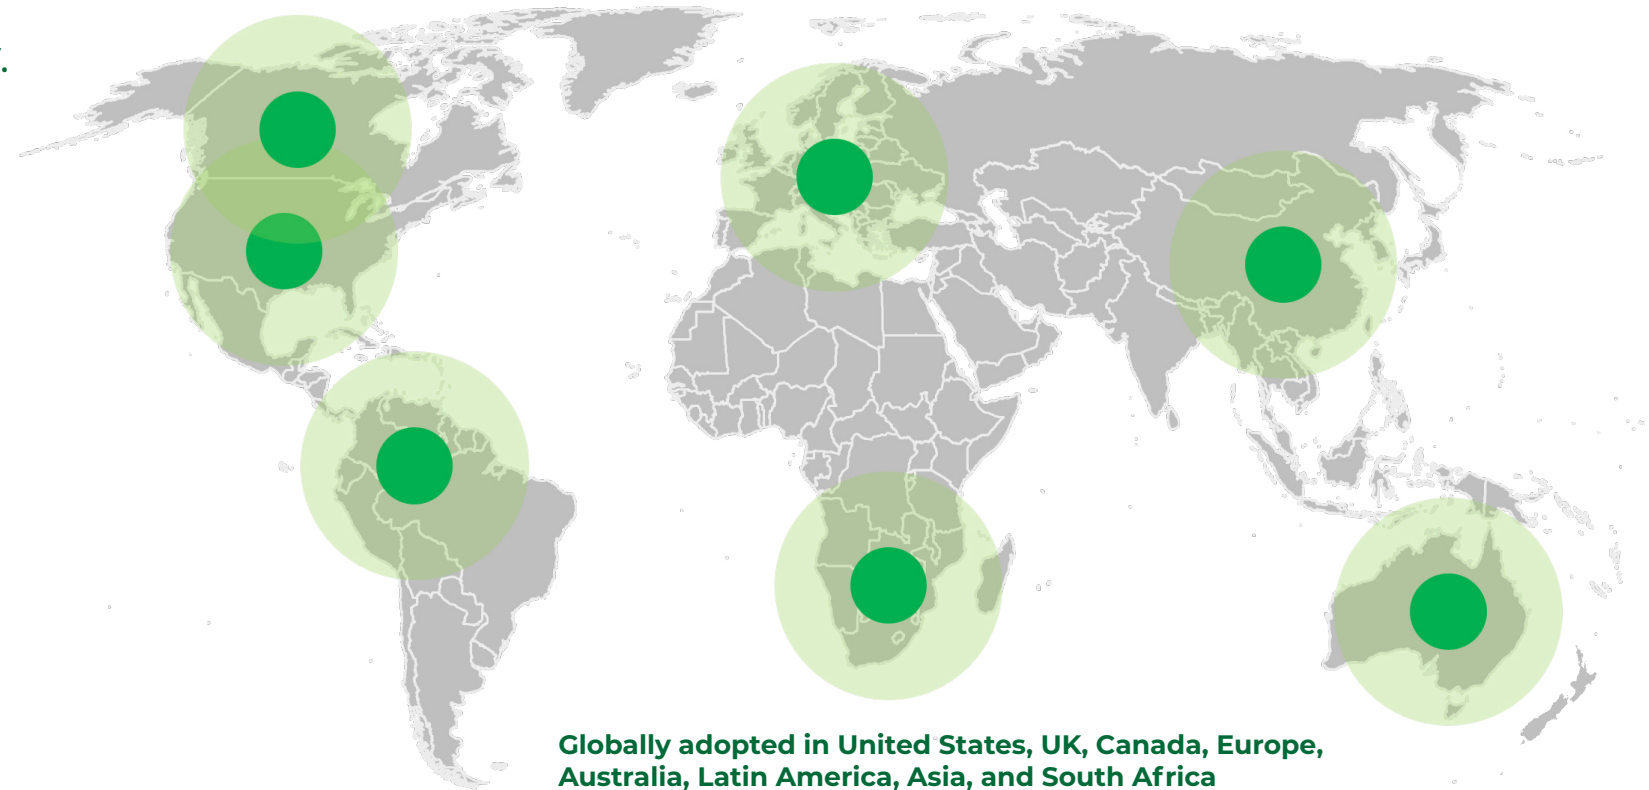 Globally adopted in United States, UK, Canada, Europe,
Australia, Latin America, Asia, and South Africa